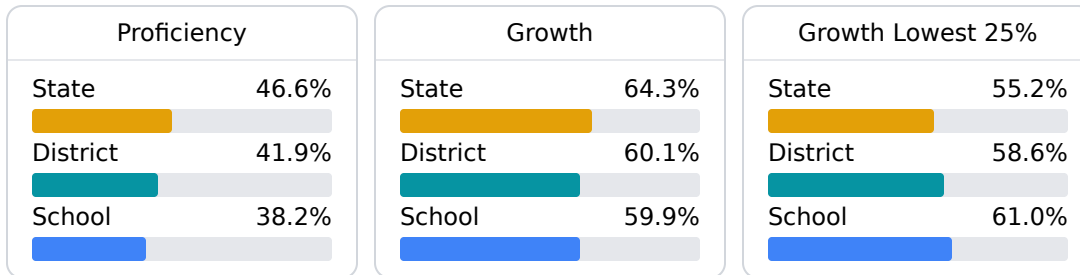 Proficiency
State 46.6%
District 41.9%
School 38.2%
Growth
State 64.3%
District 60.1%
School 59.9%
Growth Lowest 25%
State 55.2%
District 58.6%
School 61.0%